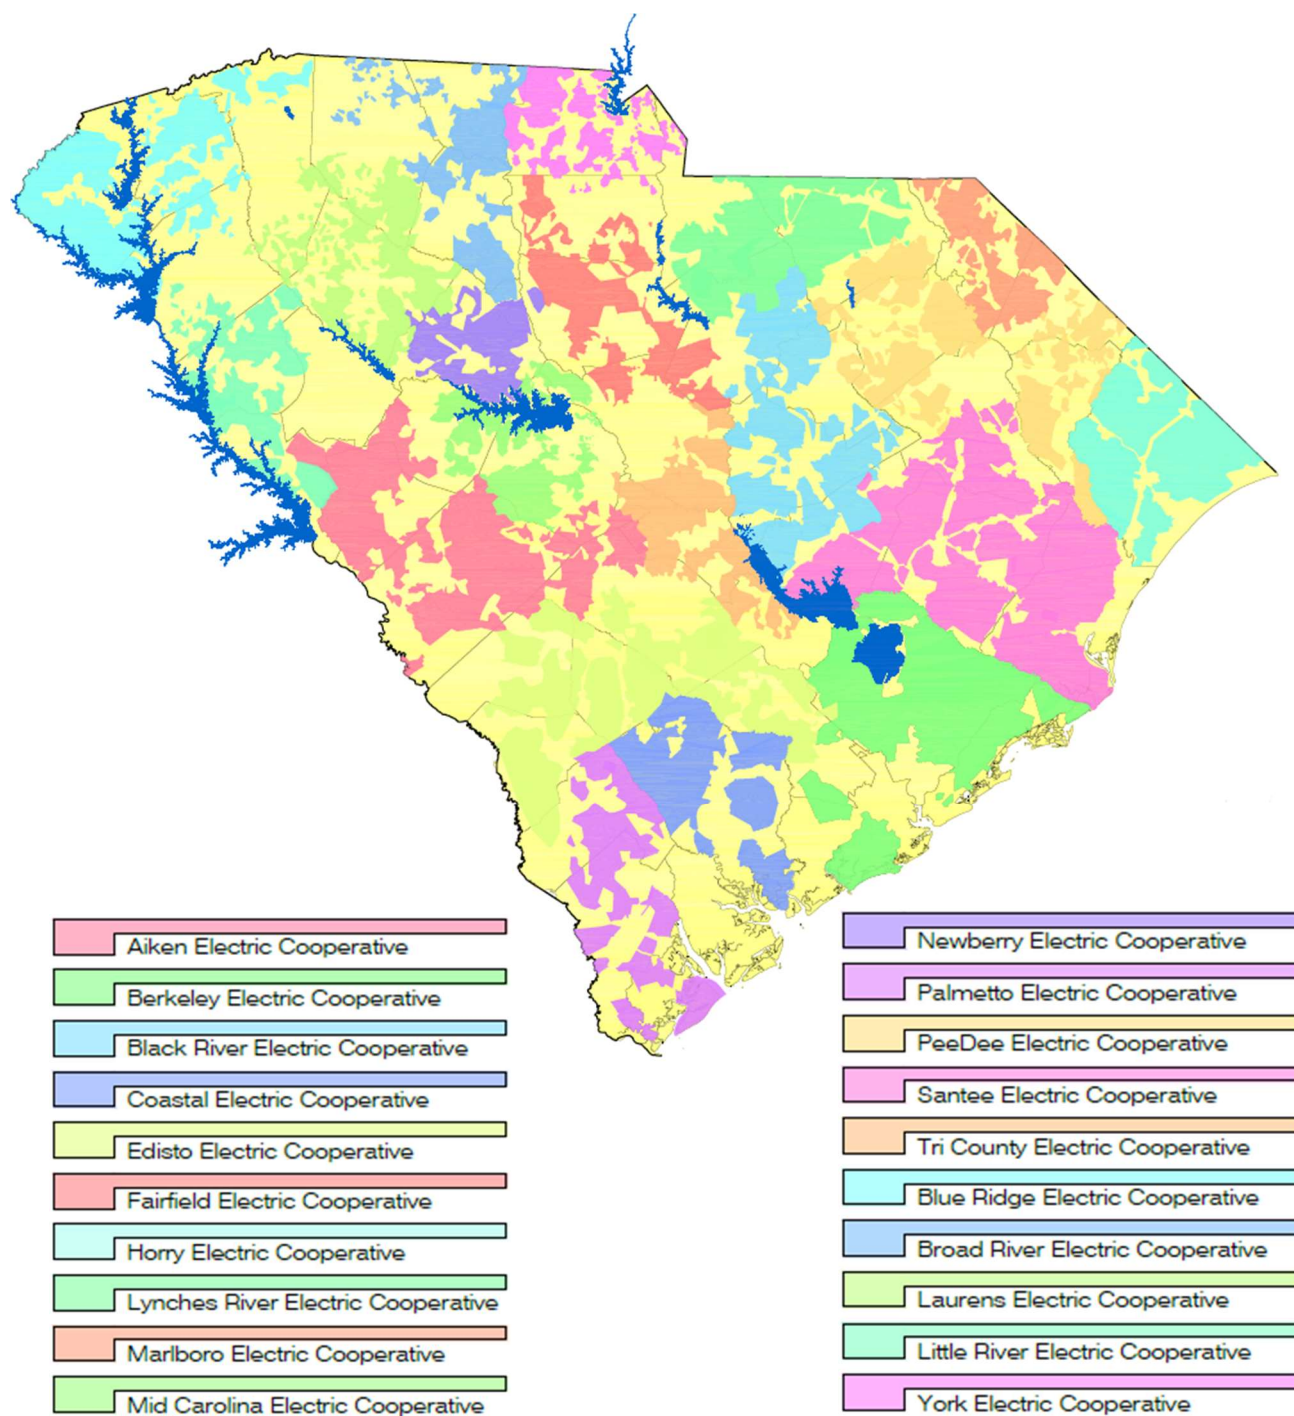 Aiken Electric Cooperative
Berkeley Electric Cooperative
Black River Electric Cooperative
Coastal Electric Cooperative
Edisto Electric Cooperative
Fairfield Electric Cooperative
Horry Electric Cooperative
Lynches River Electric Cooperative
Marlboro Electric Cooperative
Mid Carolina Electric Cooperative
Newberry Electric Cooperative
Palmetto Electric Cooperative
PeeDee Electric Cooperative
Santee Electric Cooperative
Tri County Electric Cooperative
Blue Ridge Electric Cooperative
Broad River Electric Cooperative
Laurens Electric Cooperative
Little River Electric Cooperative
York Electric Cooperative